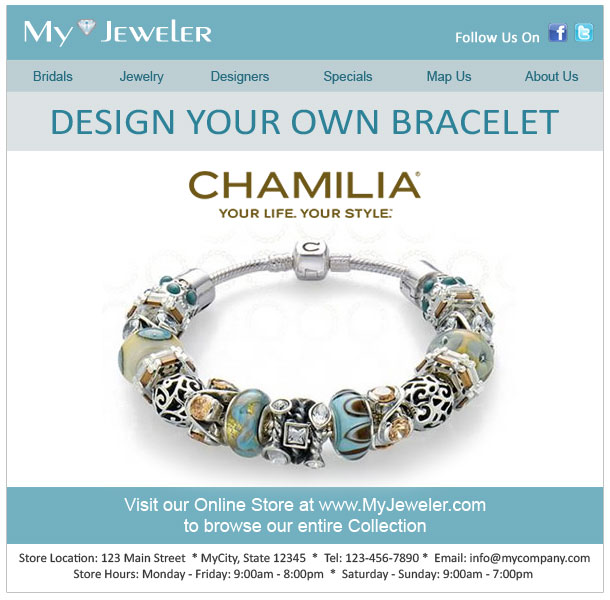 My Jeweler
Follow Us On f t
Bridals Jewelry Designers Specials Map Us About Us
DESIGN YOUR OWN BRACELET
CHAMILIA®
YOUR LIFE. YOUR STYLE.™
C
Visit our Online Store at www.MyJeweler.com
to browse our entire Collection
Store Location: 123 Main Street * MyCity, State 12345 * Tel: 123-456-7890 * Email: info@mycompany.com
Store Hours: Monday - Friday: 9:00am - 8:00pm * Saturday - Sunday: 9:00am - 7:00pm